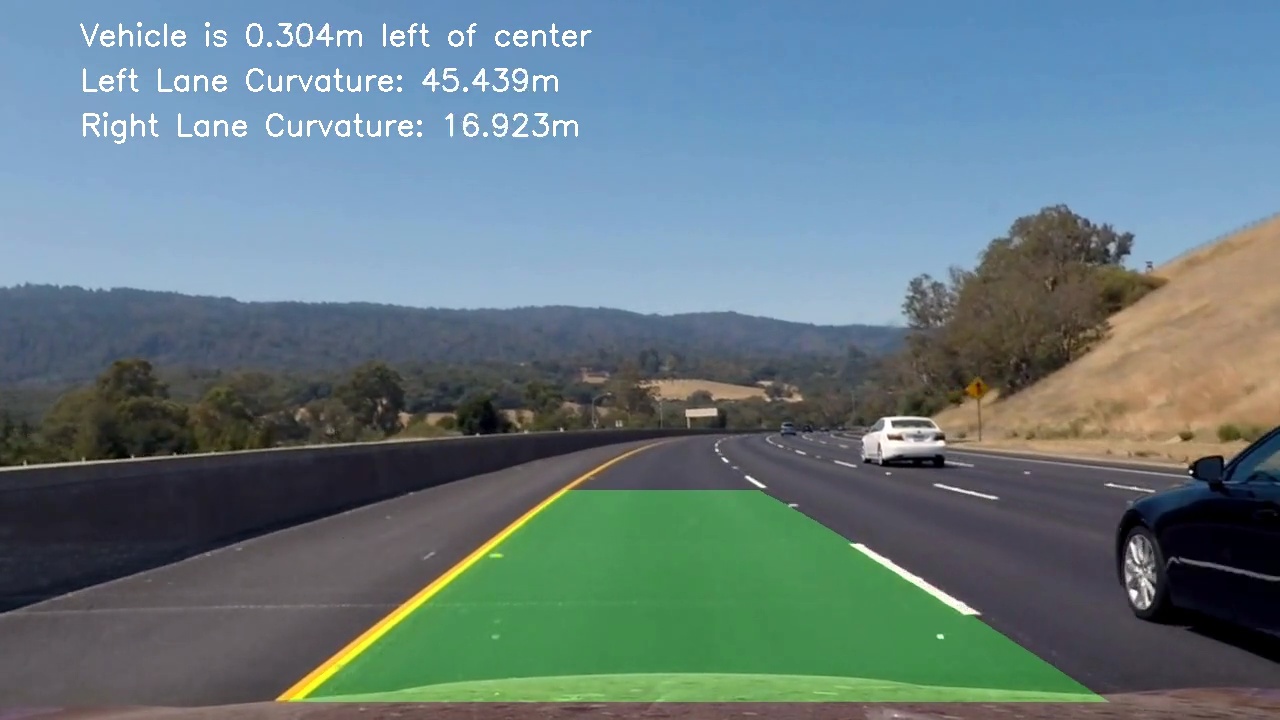 Vehicle is 0.304m left of center
Left Lane Curvature: 45.439m
Right Lane Curvature: 16.923m